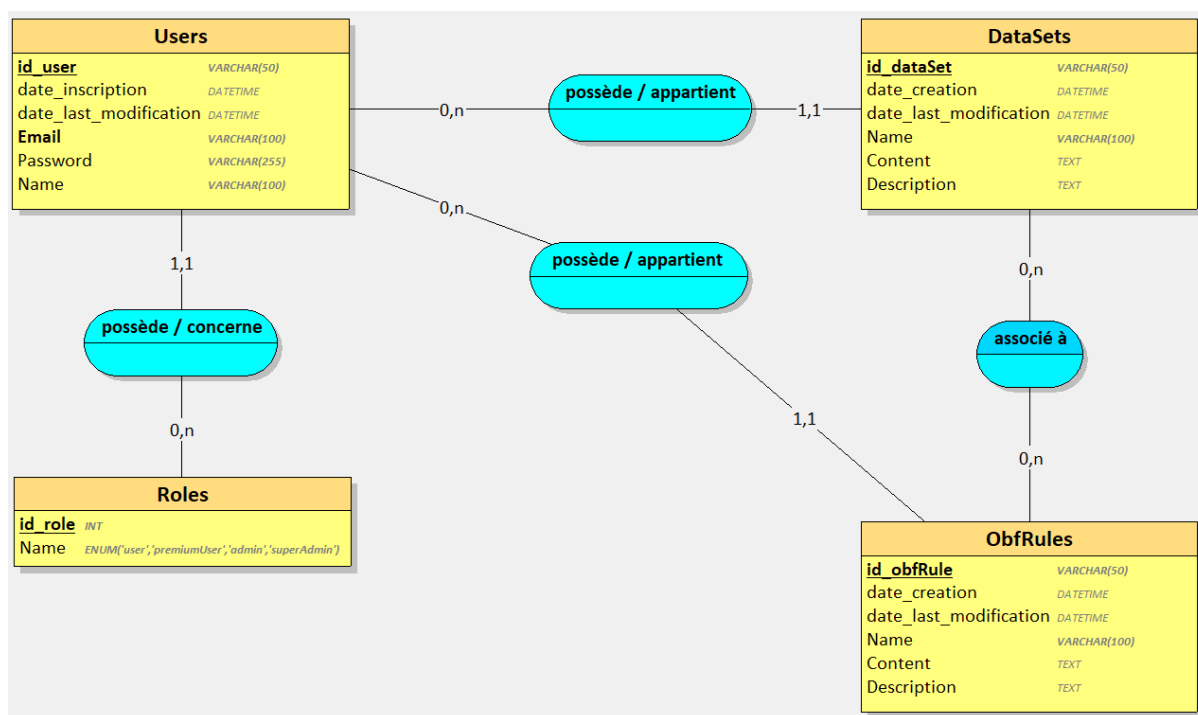 Users
id_user VARCHAR(50)
date_inscription DATETIME
date_last_modification DATETIME
Email VARCHAR(100)
Password VARCHAR(255)
Name VARCHAR(100)
0,n
possède / appartient
1,1
DataSets
id_dataSet VARCHAR(50)
date_creation DATETIME
date_last_modification DATETIME
Name VARCHAR(100)
Content TEXT
Description TEXT
0,n
possède / appartient
1,1
1,1
possède / concerne
0,n
0,n
associé à
0,n
Roles
id_role INT
Name ENUM('user','premiumUser','admin','superAdmin')
ObfRules
id_obfRule VARCHAR(50)
date_creation DATETIME
date_last_modification DATETIME
Name VARCHAR(100)
Content TEXT
Description TEXT